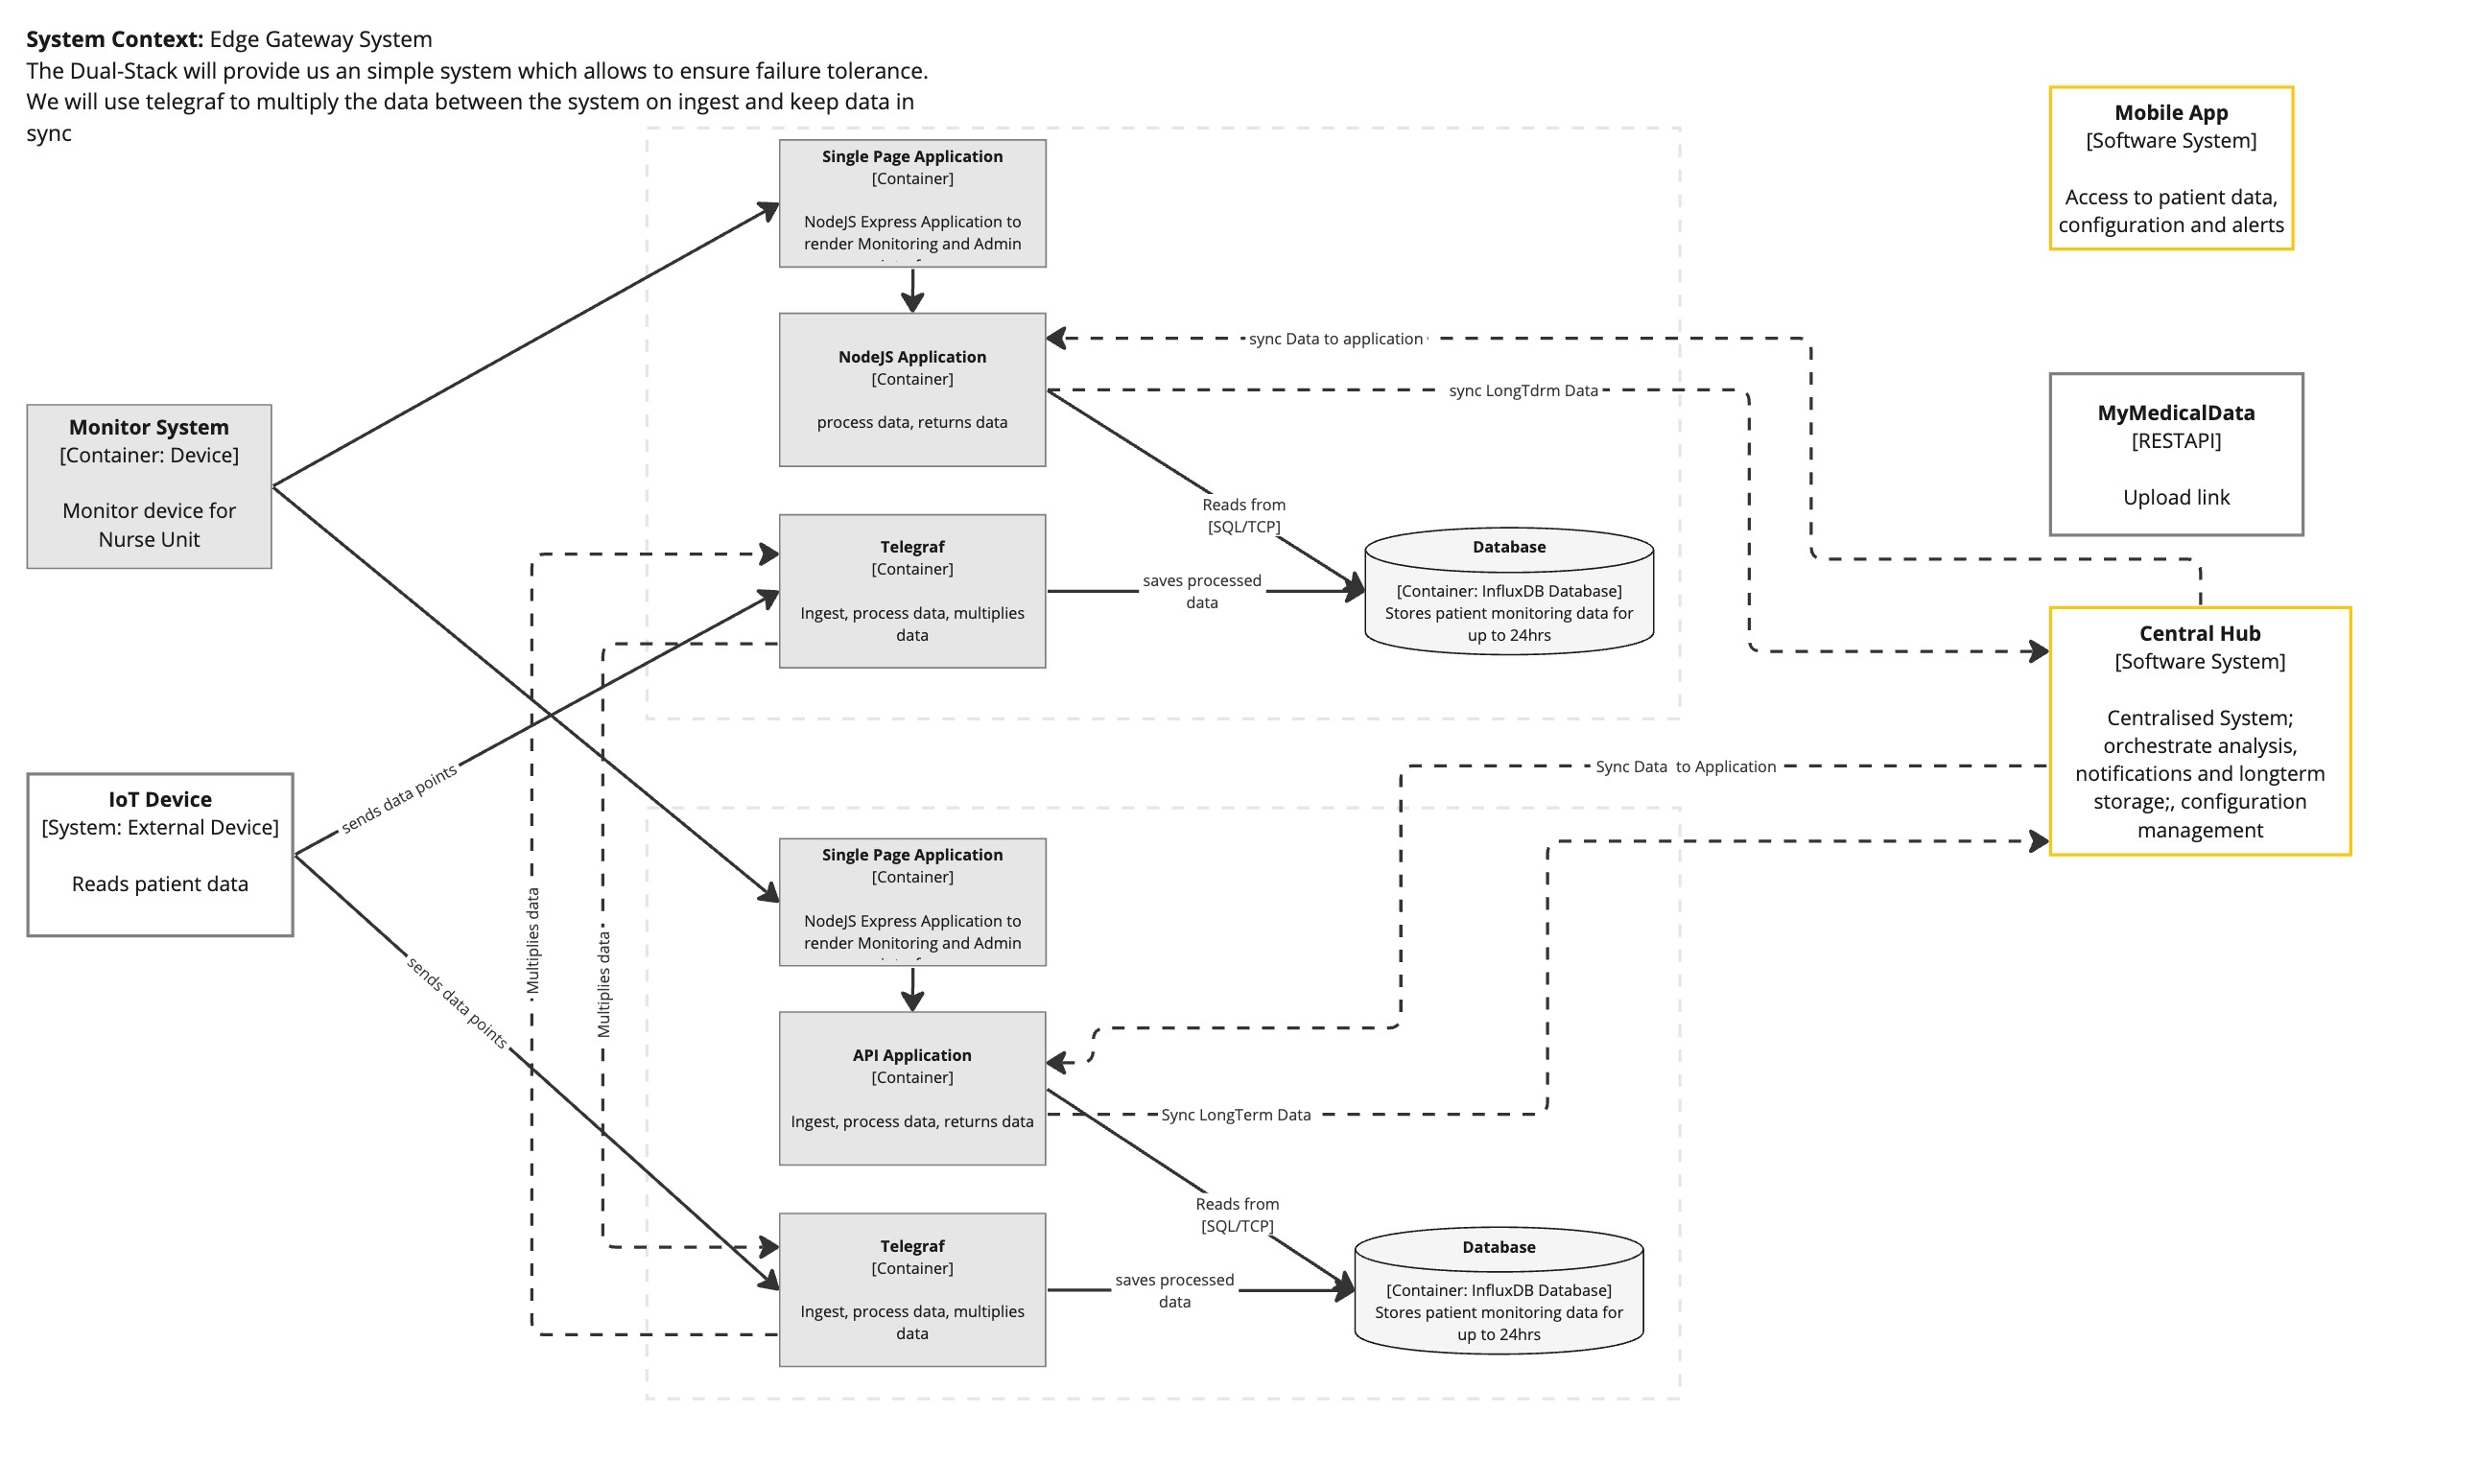 System Context: Edge Gateway System
The Dual-Stack will provide us an simple system which allows to ensure failure tolerance.
We will use telegraf to multiply the data between the system on ingest and keep data in
sync
Mobile App
[Software System]
Access to patient data,
configuration and alerts
Single Page Application
[Container]
NodeJS Express Application to
render Monitoring and Admin
NodeJS Application
[Container]
process data, returns data
sync Data to application
sync LongTdrm Data
MyMedicalData
[RESTAPI]
Upload link
Monitor System
[Container: Device]
Monitor device for
Nurse Unit
Reads from
[SQL/TCP]
Telegraf
[Container]
Ingest, process data, multiplies
data
saves processed
data
Database
[Container: InfluxDB Database]
Stores patient monitoring data for
up to 24hrs
Central Hub
[Software System]
Centralised System;
orchestrate analysis,
notifications and longterm
storage;, configuration
management
IoT Device
[System: External Device]
Reads patient data
sends data points
sends data points
Multiplies data
Multiplies data
Sync Data to Application
Single Page Application
[Container]
NodeJS Express Application to
render Monitoring and Admin
API Application
[Container]
Ingest, process data, returns data
Sync LongTerm Data
Reads from
[SQL/TCP]
Telegraf
[Container]
Ingest, process data, multiplies
data
saves processed
data
Database
[Container: InfluxDB Database]
Stores patient monitoring data for
up to 24hrs